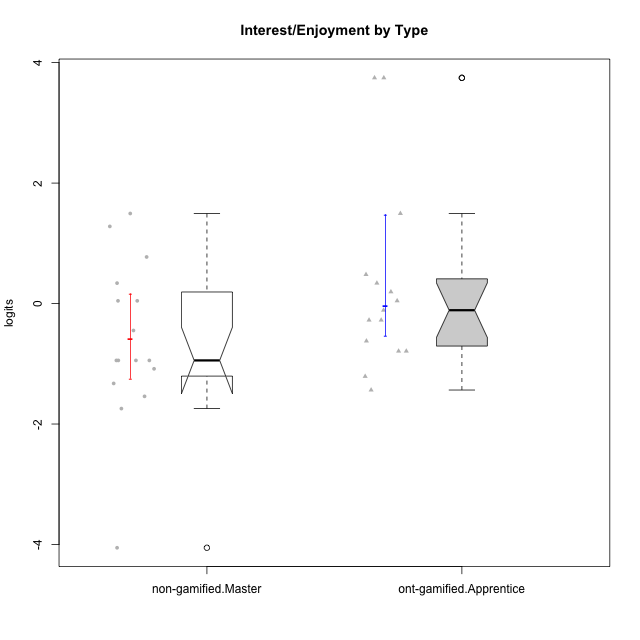 Interest/Enjoyment by Type
logits
4
2
0
-2
-4
non-gamified.Master
ont-gamified.Apprentice